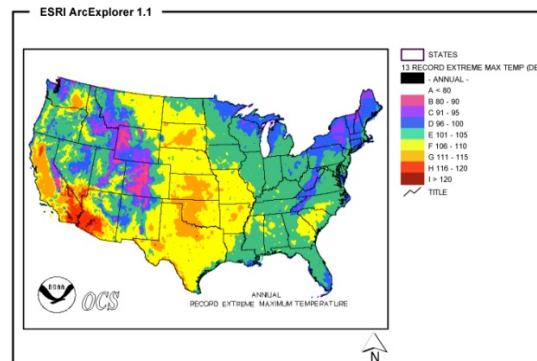 ESRI ArcExplorer 1.1
STATES
13 RECORD EXTREME MAX TEMP (DE
- ANNUAL -
A < 80
B 80 - 90
C 91 - 95
D 96 - 100
E 101 - 105
F 106 - 110
G 111 - 115
H 116 - 120
I > 120
TITLE
NOAA
OCS
ANNUAL
RECORD EXTREME MAXIMUM TEMPERATURE
N